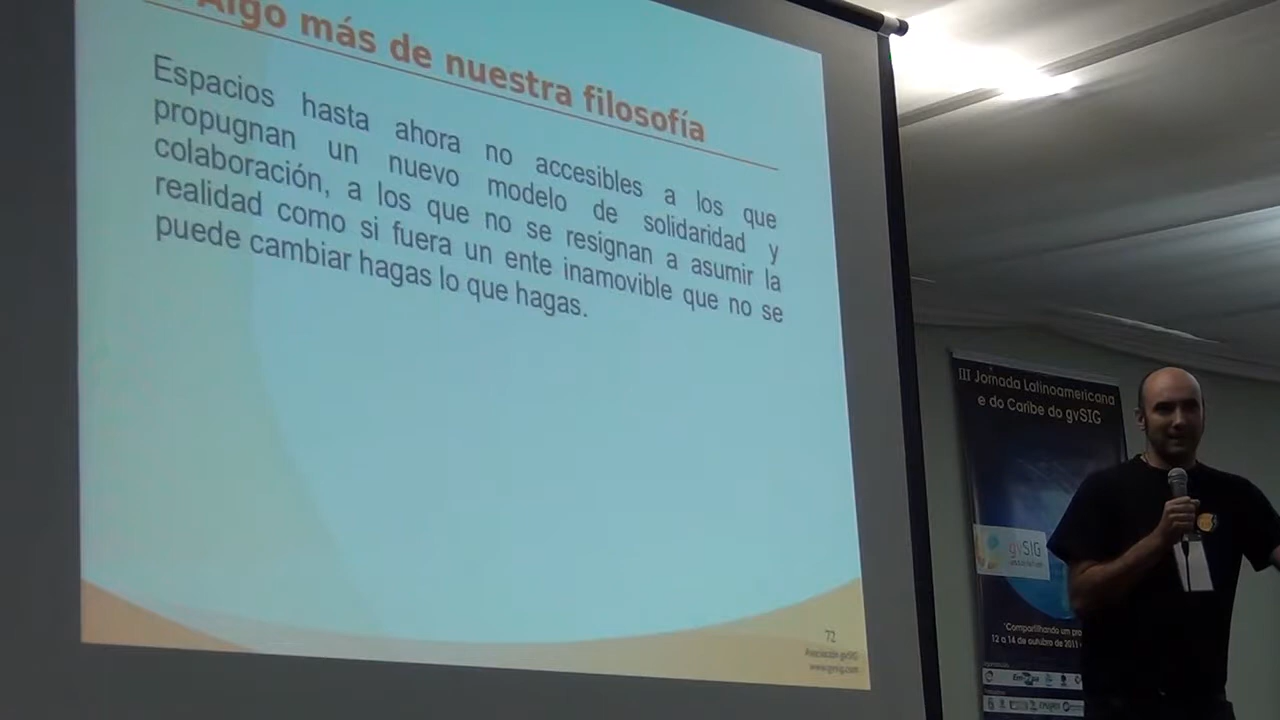 Algo más de nuestra filosofía
Espacios hasta ahora no accesibles a los que
propugnan un nuevo modelo de solidaridad y
colaboración, a los que no se resignan a asumir la
realidad como si fuera un ente inamovible que no se
puede cambiar hagas lo que hagas.
72
Asociación gvSIG
www.gvsig.com
III Jornada Latinoamericana
e do Caribe do gvSIG
gvSIG
"Compartilhando um
12 a 14 de outubro de 2011
Embrapa